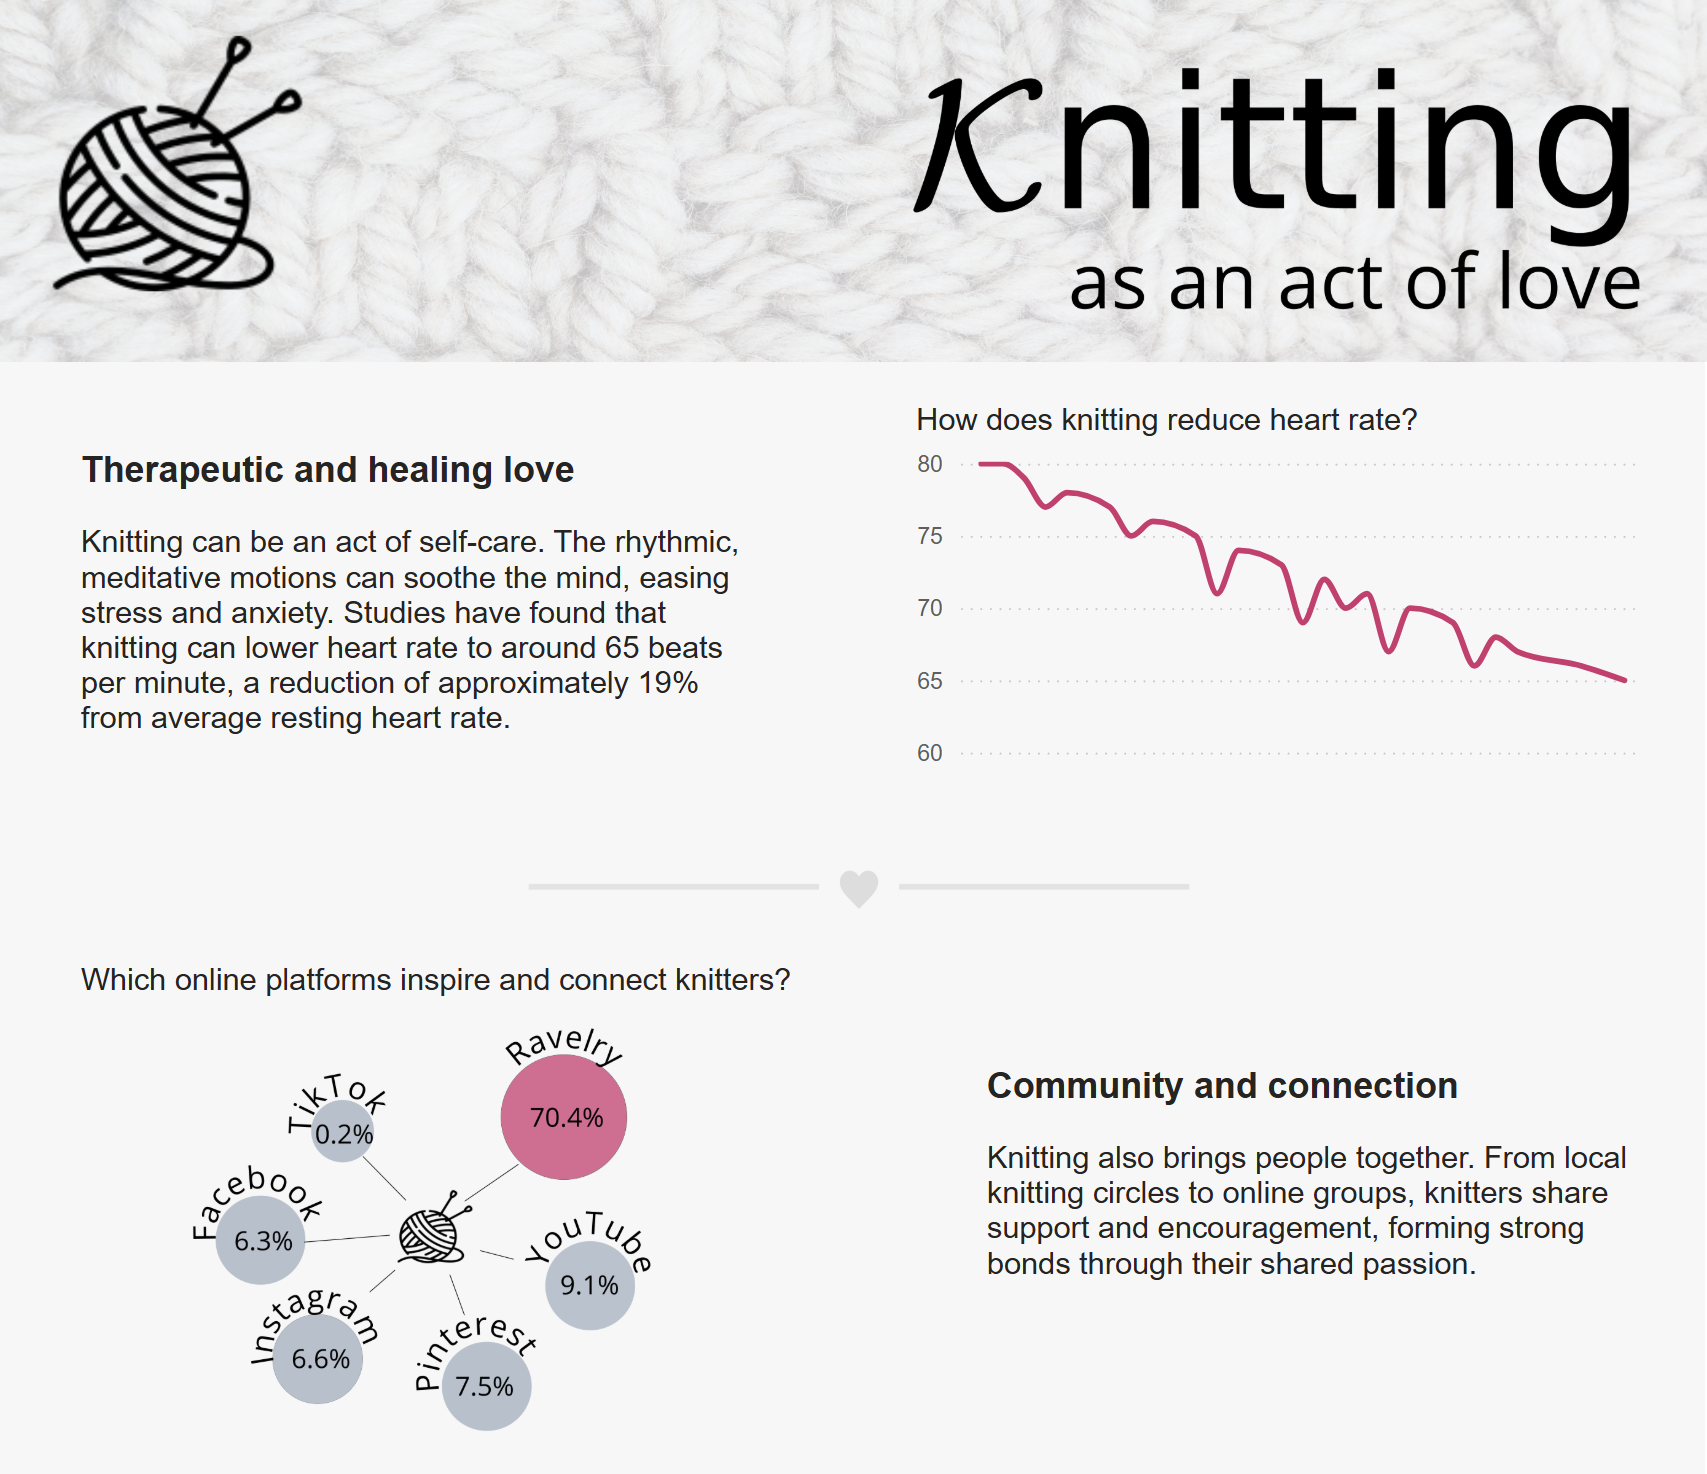 Knitting
as an act of love
Therapeutic and healing love
Knitting can be an act of self-care. The rhythmic,
meditative motions can soothe the mind, easing
stress and anxiety. Studies have found that
knitting can lower heart rate to around 65 beats
per minute, a reduction of approximately 19%
from average resting heart rate.
How does knitting reduce heart rate?
80
75
70
65
60
Which online platforms inspire and connect knitters?
Ravelry
70.4%
TikTok
0.2%
Facebook
6.3%
YouTube
9.1%
Instagram
6.6%
Pinterest
7.5%
Community and connection
Knitting also brings people together. From local
knitting circles to online groups, knitters share
support and encouragement, forming strong
bonds through their shared passion.